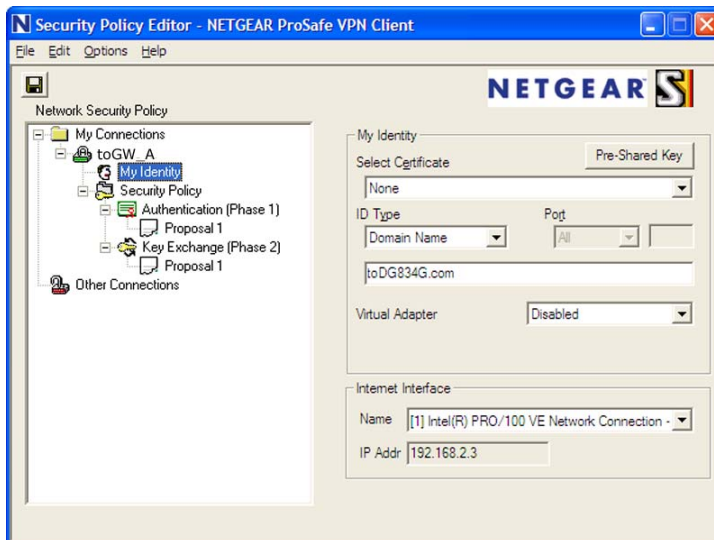 Security Policy Editor - NETGEAR ProSafe VPN Client
File Edit Options Help
NETGEAR
Network Security Policy
My Connections
toGW_A
My Identity
Security Policy
Authentication (Phase 1)
Proposal 1
Key Exchange (Phase 2)
Proposal 1
Other Connections
My Identity
Select Certificate
Pre-Shared Key
None
ID Type
Port
Domain Name
All
toDG834G.com
Virtual Adapter
Disabled
Internet Interface
Name
[1] Intel(R) PRO/100 VE Network Connection -
IP Addr
192.168.2.3